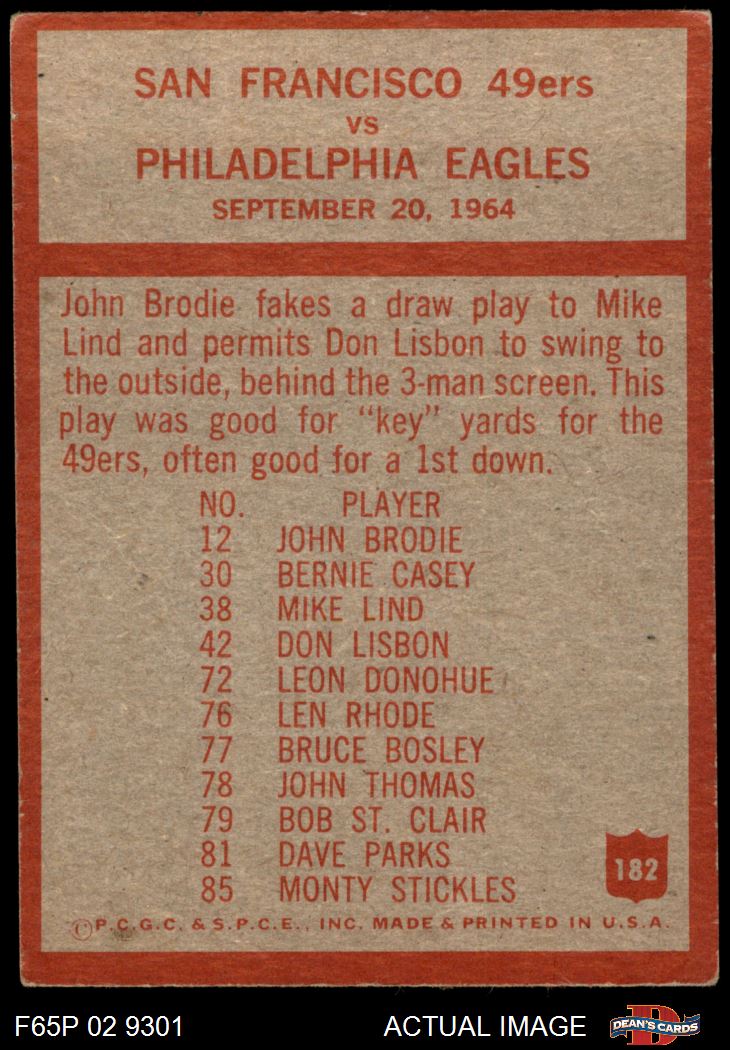 SAN FRANCISCO 49ers
VS
PHILADELPHIA EAGLES
SEPTEMBER 20, 1964
John Brodie fakes a draw play to Mike
Lind and permits Don Lisbon to swing to
the outside, behind the 3-man screen. This
play was good for "key" yards for the
49ers, often good for a 1st down.
NO. PLAYER
12 JOHN BRODIE
30 BERNIE CASEY
38 MIKE LIND
42 DON LISBON
72 LEON DONOHUE
76 LEN RHODE
77 BRUCE BOSLEY
78 JOHN THOMAS
79 BOB ST. CLAIR
81 DAVE PARKS
85 MONTY STICKLES
182
©P.C.G.C. & S.P.C.E., INC. MADE & PRINTED IN U.S.A.
F65P 02 9301 ACTUAL IMAGE DEAN'S CARDS